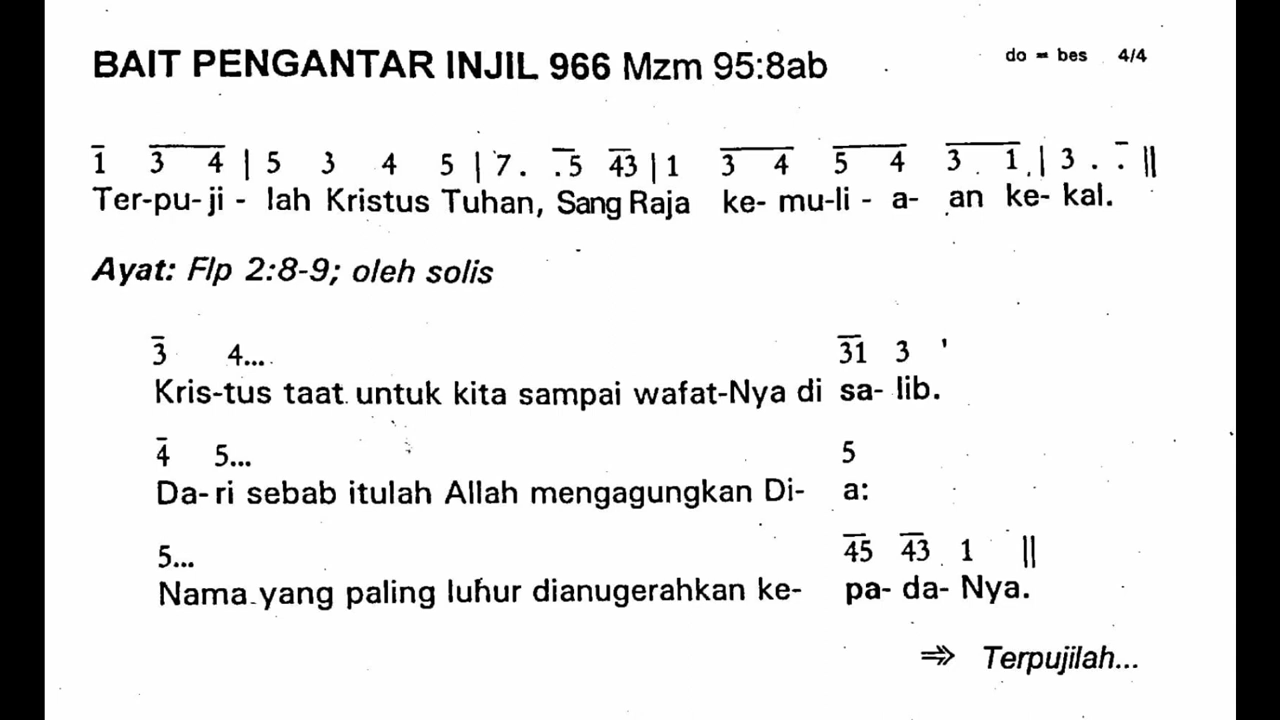 BAIT PENGANTAR INJIL 966 Mzm 95:8ab
do = bes 4/4
1 3 4 | 5 3 4 5 | 7 . . 5 43 | 1 3 4 5 4 3 1 | 3 . . ||
Ter-pu-ji - lah Kristus Tuhan, Sang Raja ke- mu-li - a- an ke- kal.
Ayat: Flp 2:8-9; oleh solis
3 4... 31 3 '
Kris-tus taat untuk kita sampai wafat-Nya di sa- lib.
4 5... 5
Da- ri sebab itulah Allah mengagungkan Di- a:
5... 45 43 1 ||
Nama yang paling luhur dianugerahkan ke- pa- da- Nya.
⇒ Terpujilah...